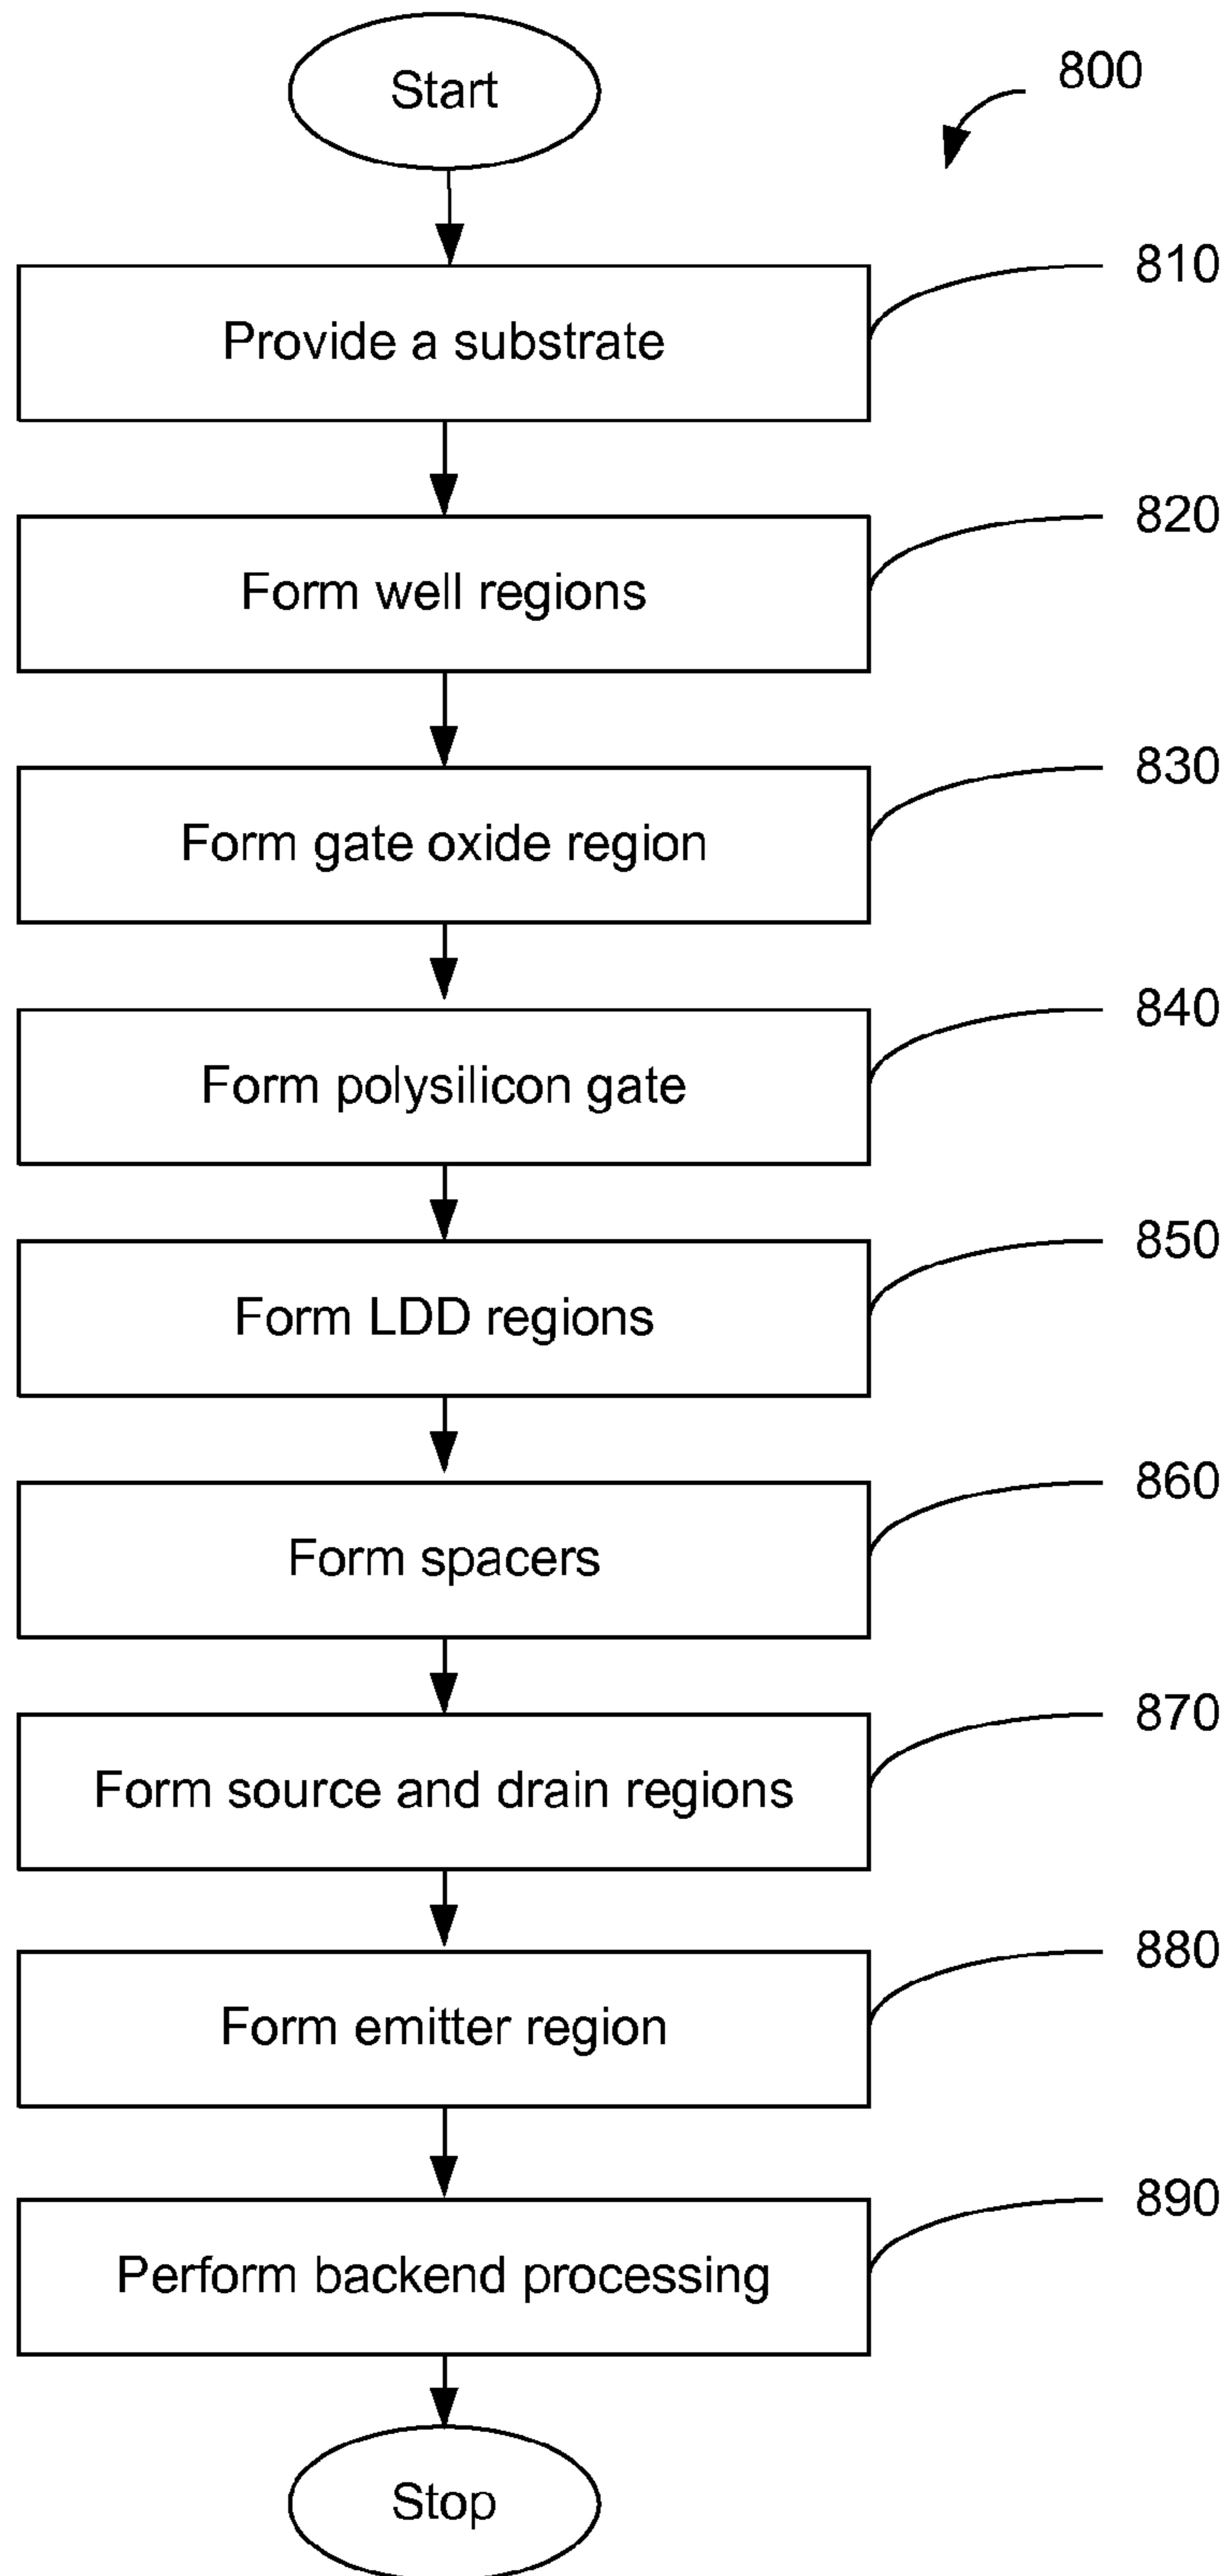 Start
800
810
Provide a substrate
820
Form well regions
830
Form gate oxide region
840
Form polysilicon gate
850
Form LDD regions
860
Form spacers
870
Form source and drain regions
880
Form emitter region
890
Perform backend processing
Stop